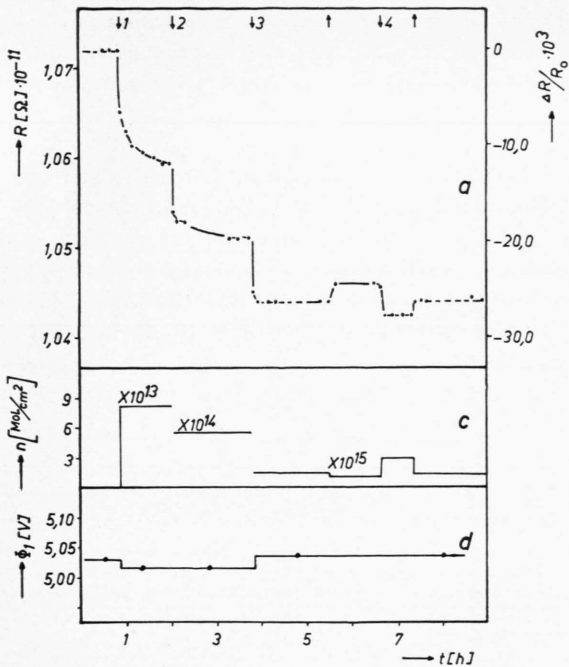 ↓1 ↓2 ↓3 ↑ ↓4 ↑
1,07
1,06
1,05
1,04
R[Ω]·10⁻¹¹
0
-10,0
-20,0
-30,0
ΔR/R₀ ·10³
a
9
6
3
n[Mol/cm²]
X10¹³
X10¹⁴
X10¹⁵
c
5,10
5,05
5,00
Φ₁[V]
d
1 3 5 7
t[h]